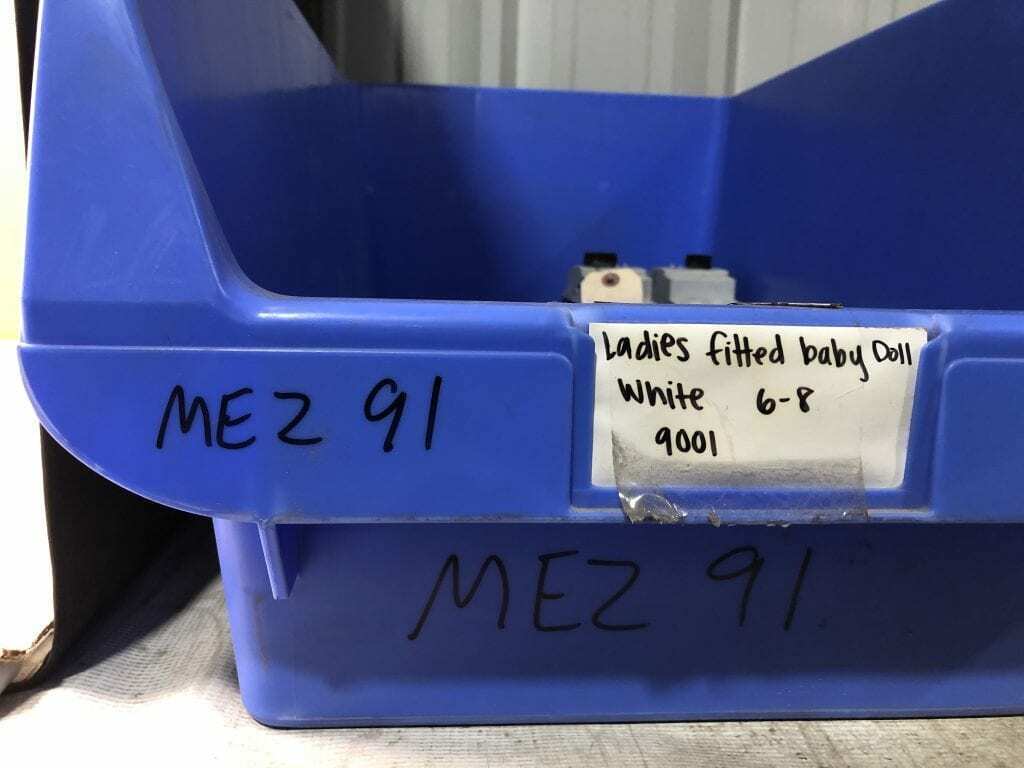 Ladies fitted baby Doll
White 6-8
9001
MEZ 91
MEZ 91